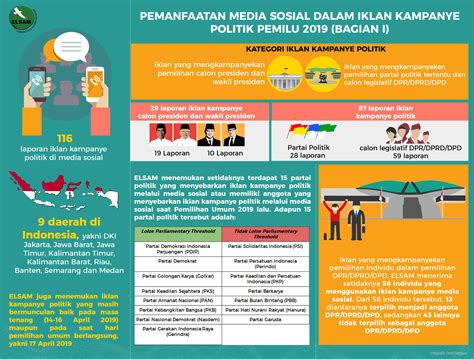 ELSAM
PEMANFAATAN MEDIA SOSIAL DALAM IKLAN KAMPANYE
POLITIK PEMILU 2019 (BAGIAN I)
KATEGORI IKLAN KAMPANYE POLITIK
iklan yang mengkampanyekan
pemilihan calon presiden dan
wakil presiden
iklan yang mengkampanyekan
pemilihan partai politik tertentu dan
calon legislatif DPR/DPRD/DPD
116
laporan iklan kampanye
politik di media sosial
29 laporan iklan kampanye
calon presiden dan wakil presiden
19 Laporan
10 Laporan
87 laporan iklan
kampanye politik
Partai Politik
28 laporan
calon legislatif DPR/DPRD/DPD
59 laporan
9 daerah di
Indonesia, yakni DKI
Jakarta, Jawa Barat, Jawa
Timur, Kalimantan Timur,
Kalimantan Barat, Riau,
Banten, Semarang dan Medan
ELSAM juga menemukan iklan
kampanye politik yang masih
bermunculan baik pada masa
tenang (14-16 April 2019)
maupun pada saat hari
pemilihan umum berlangsung,
yakni 17 April 2019
ELSAM menemukan setidaknya terdapat 15 partai
politik yang menyebarkan iklan kampanye politik
melalui media sosial atau memiliki anggota yang
menyebarkan iklan kampanye politik melalui media
sosial saat Pemilihan Umum 2019 lalu. Adapun 15
partai politik tersebut adalah:
Lolos Parliamentary Threshold
Tidak Lolos Parliamentary Threshold
Partai Demokrasi Indonesia
Perjuangan (PDIP)
Partai Solidaritas Indonesia (PSI)
Partai Demokrat
Partai Persatuan Indonesia
(Perindo)
Partai Golongan Karya (Golkar)
Partai Keadilan dan Persatuan
Indonesia (PKPI)
Partai Keadilan Sejahtera (PKS)
Partai Berkarya
Partai Amanat Nasional (PAN)
Partai Bulan Bintang (PBB)
Partai Kebangkitan Bangsa (PKB)
Partai Hati Nurani Rakyat (Hanura)
Partai Nasional Demokrat (Nasdem)
Partai Garuda
Partai Gerakan Indonesia Raya
(Gerindra)
iklan yang mengkampanyekan
pemilihan individu dalam pemilihan
DPR/DPRD/DPD, ELSAM menerima
setidaknya 56 individu yang
menggunakan iklan kampanye media
sosial. Dari 56 individu tersebut, 13
diantaranya terpilih menjadi anggota
DPR/DPRD/DPD, sedangkan 43 lainnya
tidak terpilih sebagai anggota
DPR/DPRD/DPD.